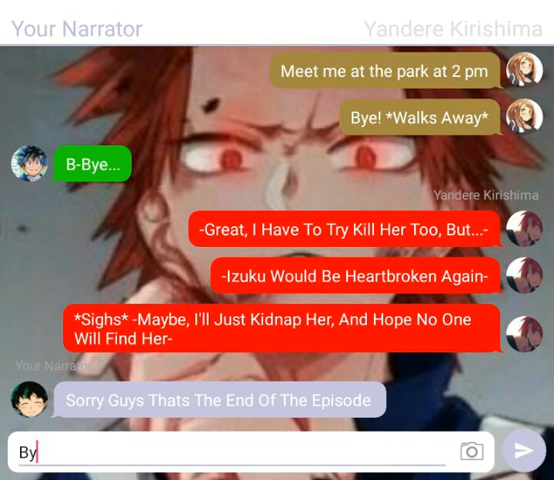 Your Narrator
Yandere Kirishima
Meet me at the park at 2 pm
Bye! *Walks Away*
B-Bye...
Yandere Kirishima
-Great, I Have To Try Kill Her Too, But...-
-Izuku Would Be Heartbroken Again-
*Sighs* -Maybe, I'll Just Kidnap Her, And Hope No One
Will Find Her-
Your Narrator
Sorry Guys Thats The End Of The Episode
By